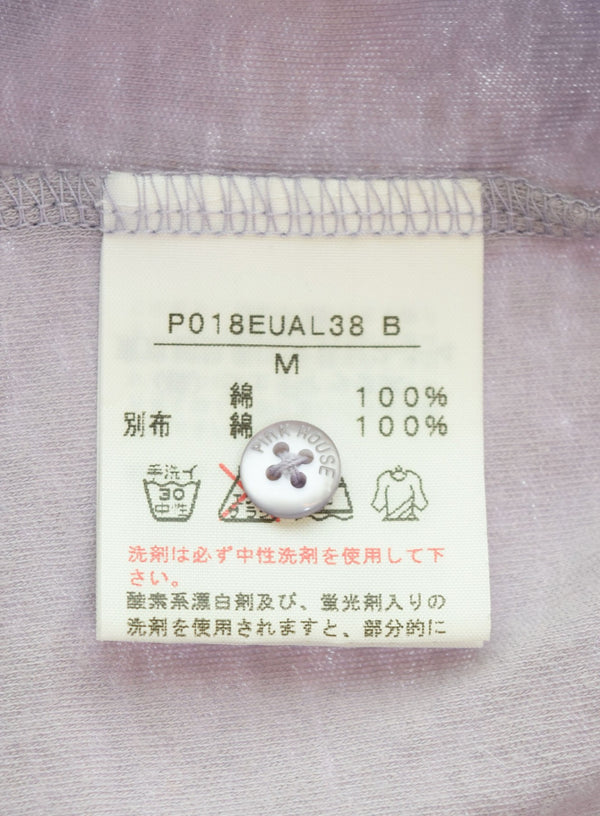 P018EUAL38 B
M
綿 100%
別布 綿 100%
PINK HOUSE
手洗イ
30
中性
洗剤は必ず中性洗剤を使用して下
さい。
酸素系漂白剤及び、蛍光剤入りの
洗剤を使用されますと、部分的に